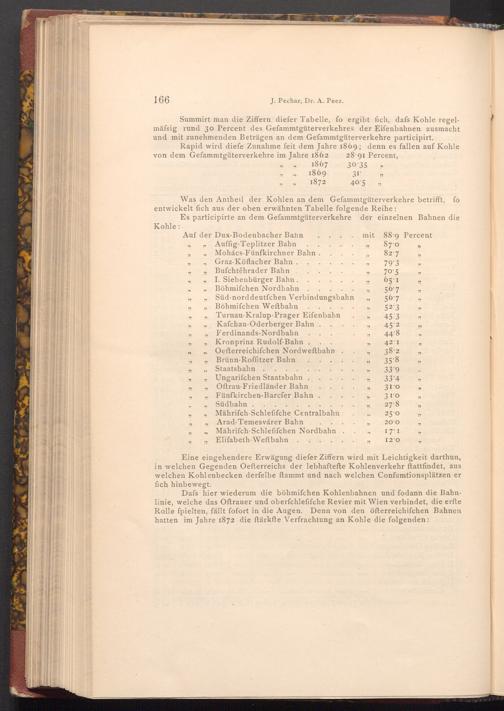 166 J. Pechar, Dr. A. Peez.
Summirt man die Ziffern dieſer Tabelle, ſo ergibt ſich, daſs Kohle regel-
mäſsig rund 30 Percent des Geſammtgüterverkehres der Eiſenbahnen ausmacht
und mit zunehmenden Beträgen an dem Geſammtgüterverkehre participirt.
Rapid wird dieſe Zunahme ſeit dem Jahre 1869; denn es fallen auf Kohle
von dem Geſammtgüterverkehre im Jahre 1862 28·91 Percent,
„ „ 1867 30·35 „
„ „ 1869 31· „
„ „ 1872 40·5 „
Was den Antheil der Kohlen an dem Geſammtgüterverkehre betrifft, ſo
entwickelt ſich aus der oben erwähnten Tabelle folgende Reihe:
Es participirte an dem Geſammtgüterverkehre der einzelnen Bahnen die
Kohle:
Auf der Dux-Bodenbacher Bahn . . . . mit 88·9 Percent
„ „ Auſſig-Teplitzer Bahn . . . . . „ 87·0 „
„ „ Mohács-Fünfkirchner Bahn . . . . „ 82·7 „
„ „ Graz-Köflacher Bahn . . . . . „ 79·3 „
„ „ Buſchtěhrader Bahn . . . . . „ 70·5 „
„ „ I. Siebenbürger Bahn . . . . . „ 65·1 „
„ „ Böhmiſchen Nordbahn . . . . . „ 56·7 „
„ „ Süd-norddeutſchen Verbindungsbahn „ 56·7 „
„ „ Böhmiſchen Weſtbahn . . . . . „ 52·3 „
„ „ Turnau-Kralup-Prager Eiſenbahn . . „ 45·3 „
„ „ Kaſchau-Oderberger Bahn . . . . „ 45·2 „
„ „ Ferdinands-Nordbahn . . . . „ 44·8 „
„ „ Kronprinz Rudolf-Bahn . . . . „ 42·1 „
„ „ Oeſterreichiſchen Nordweſtbahn . . „ 38·2 „
„ „ Brünn-Roſſitzer Bahn . . . . . „ 35·8 „
„ „ Staatsbahn . . . . . . . „ 33·9 „
„ „ Ungariſchen Staatsbahn . . . . . „ 33·4 „
„ „ Oſtrau-Friedländer Bahn . . . . „ 31·0 „
„ „ Fünfkirchen-Barcſer Bahn . . . . „ 31·0 „
„ „ Südbahn . . . . . . . . „ 27·8 „
„ „ Mähriſch-Schleſiſche Centralbahn . . „ 25·0 „
„ „ Arad-Temesvárer Bahn . . . . „ 20·0 „
„ „ Mähriſch-Schleſiſchen Nordbahn . . „ 17·1 „
„ „ Eliſabeth-Weſtbahn . . . . . „ 12·0 „
Eine eingehendere Erwägung dieſer Ziffern wird mit Leichtigkeit darthun,
in welchen Gegenden Oeſterreichs der lebhafteſte Kohlenverkehr ſtattfindet, aus
welchen Kohlenbecken derſelbe ſtammt und nach welchen Conſumtionsplätzen er
ſich hinbewegt.
Daſs hier wiederum die böhmiſchen Kohlenbahnen und ſodann die Bahn-
linie, welche das Oſtrauer und oberſchleſiſche Revier mit Wien verbindet, die erſte
Rolle ſpielten, fällt ſofort in die Augen. Denn von den öſterreichiſchen Bahnen
hatten im Jahre 1872 die ſtärkſte Verfrachtung an Kohle die folgenden: